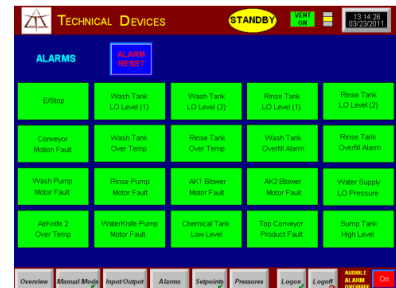 TECHNICAL DEVICES
STANDBY
VENT
ON
13:14:26
03/23/2011
ALARMS
ALARM
RESET
E/Stop
Wash Tank
LO Level (1)
Wash Tank
LO Level (2)
Rinse Tank
LO Level (1)
Rinse Tank
LO Level (2)
Conveyor
Motion Fault
Wash Tank
Over Temp
Rinse Tank
Over Temp
Wash Tank
Overfill Alarm
Rinse Tank
Overfill Alarm
Wash Pump
Motor Fault
Rinse Pump
Motor Fault
AK1 Blower
Motor Fault
AK2 Blower
Motor Fault
Water Supply
LO Pressure
AirKnife 2
Over Temp
WaterKnife Pump
Motor Fault
Chemical Tank
Low Level
Top Conveyor
Product Fault
Sump Tank
High Level
Overview
Manual Mode
Input/Output
Alarms
Setpoints
Pressures
Logon
Logoff
AUDIBLE
ALARM
OVERRIDE
On